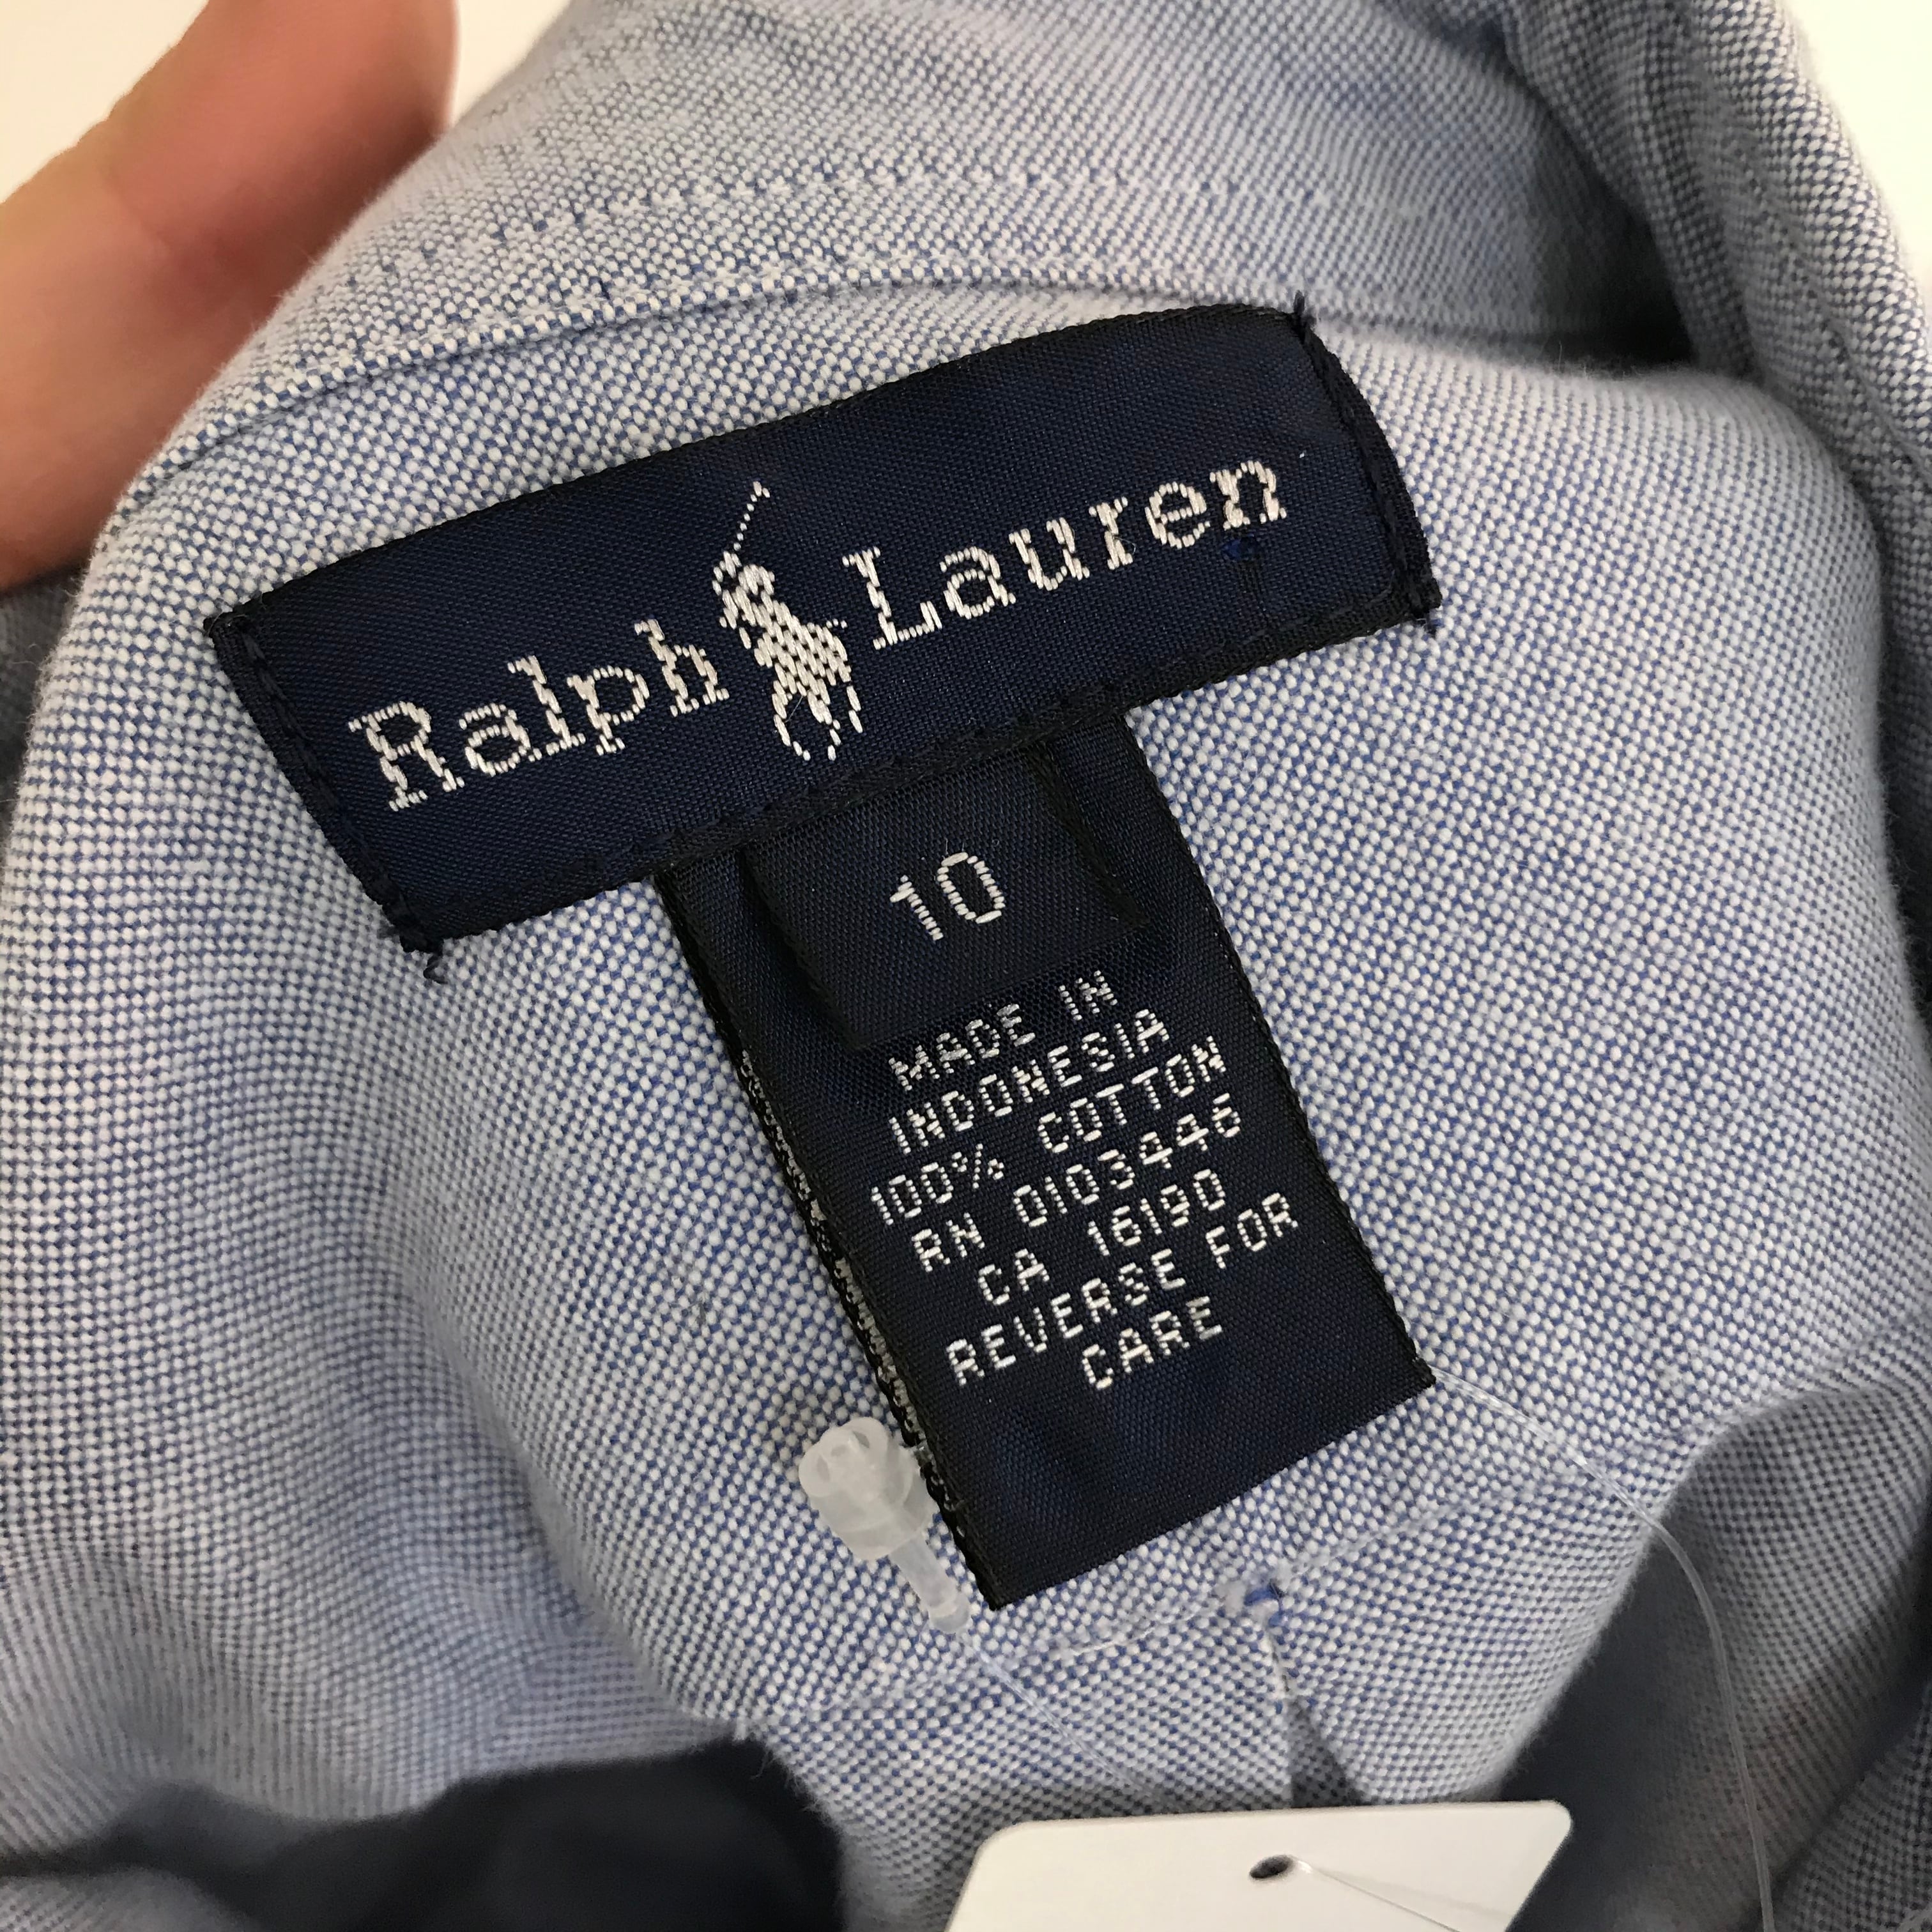 Ralph Lauren
10
MADE IN
INDONESIA
100% COTTON
RN 0103446
CA 16190
REVERSE FOR
CARE